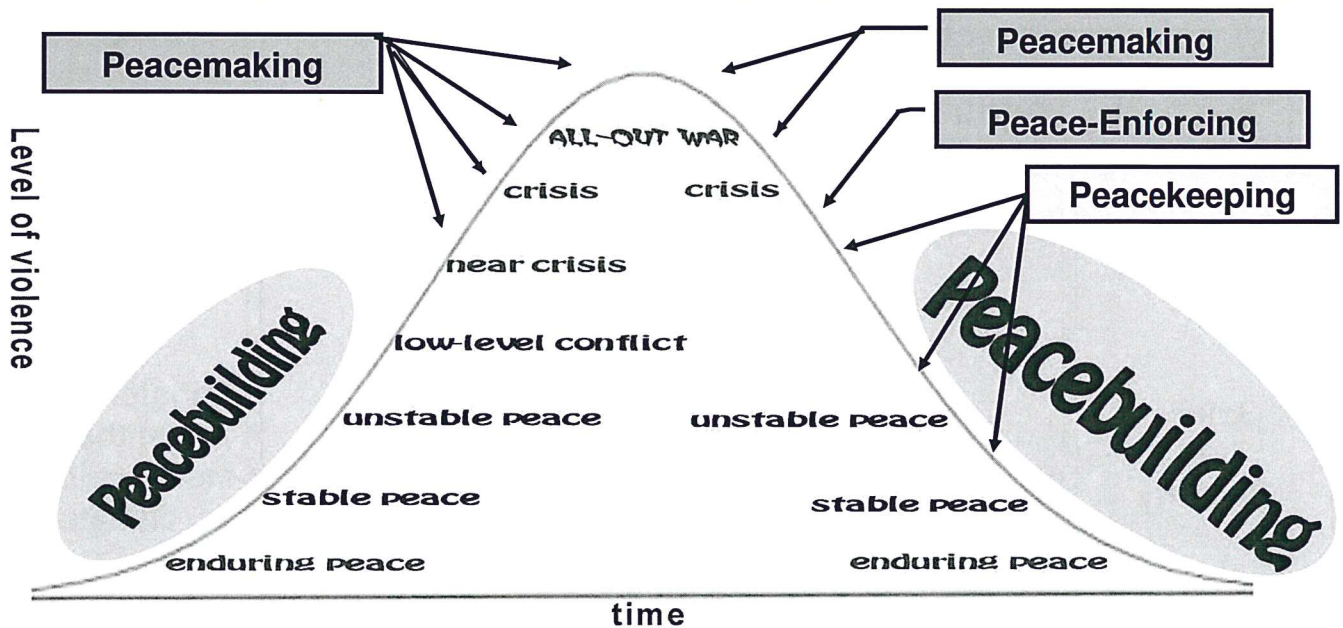 Peacemaking
Peacemaking
Peace-Enforcing
Peacekeeping
Level of violence
ALL-OUT WAR
crisis crisis
near crisis
low-level conflict
unstable peace unstable peace
stable peace stable peace
enduring peace enduring peace
Peacebuilding
Peacebuilding
time